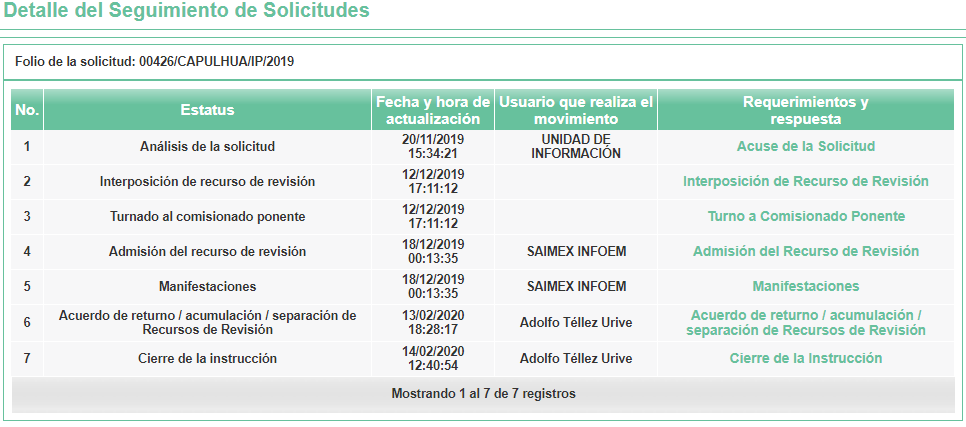 Detalle del Seguimiento de Solicitudes
Folio de la solicitud: 00426/CAPULHUA/IP/2019
No. Estatus Fecha y hora de actualización Usuario que realiza el movimiento Requerimientos y respuesta
1 Análisis de la solicitud 20/11/2019 15:34:21 UNIDAD DE INFORMACIÓN Acuse de la Solicitud
2 Interposición de recurso de revisión 12/12/2019 17:11:12 Interposición de Recurso de Revisión
3 Turnado al comisionado ponente 12/12/2019 17:11:12 Turno a Comisionado Ponente
4 Admisión del recurso de revisión 18/12/2019 00:13:35 SAIMEX INFOEM Admisión del Recurso de Revisión
5 Manifestaciones 18/12/2019 00:13:35 SAIMEX INFOEM Manifestaciones
6 Acuerdo de returno / acumulación / separación de Recursos de Revisión 13/02/2020 18:28:17 Adolfo Téllez Urive Acuerdo de returno / acumulación / separación de Recursos de Revisión
7 Cierre de la instrucción 14/02/2020 12:40:54 Adolfo Téllez Urive Cierre de la Instrucción
Mostrando 1 al 7 de 7 registros